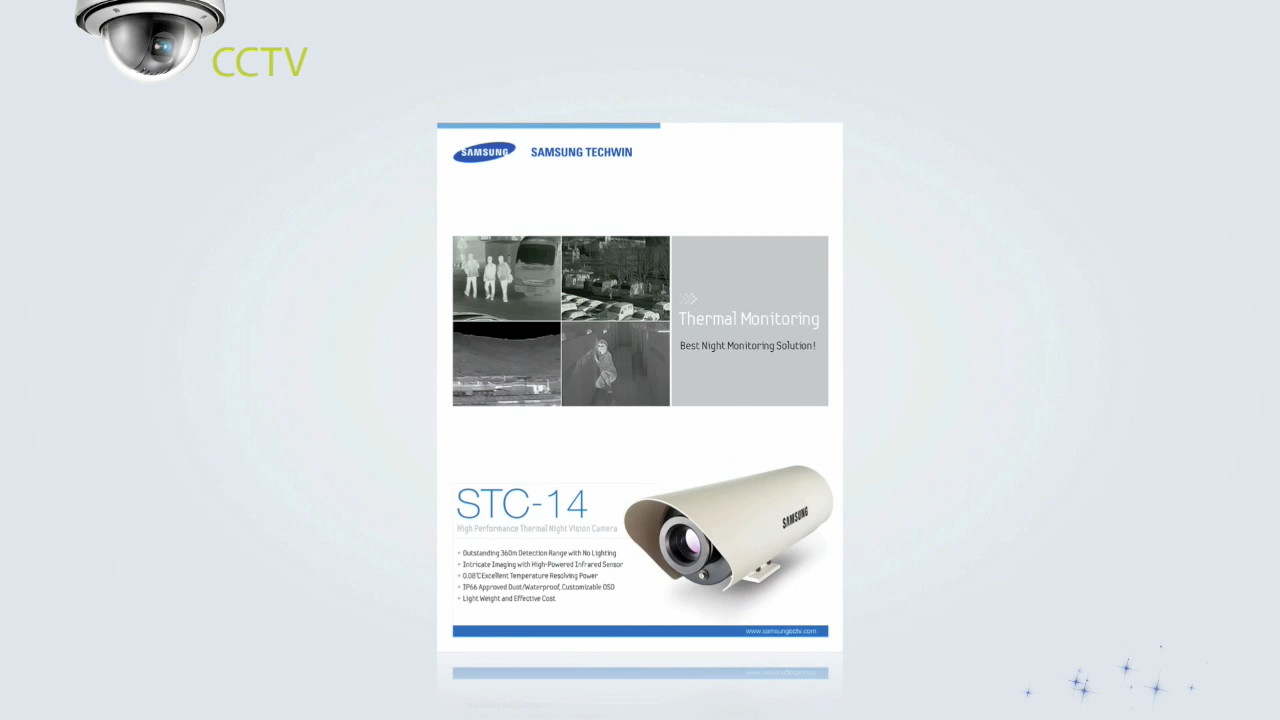 CCTV
SAMSUNG SAMSUNG TECHWIN
Thermal Monitoring
Best Night Monitoring Solution!
STC-14
High Performance Thermal Night Vision Camera
SAMSUNG
• Outstanding 360m Detection Range with No Lighting
• Intricate Imaging with High-Powered Infrared Sensor
• 0.08℃Excellent Temperature Resolving Power
• IP66 Approved Dust/Waterproof, Customizable OSD
• Light Weight and Effective Cost
www.samsungcctv.com